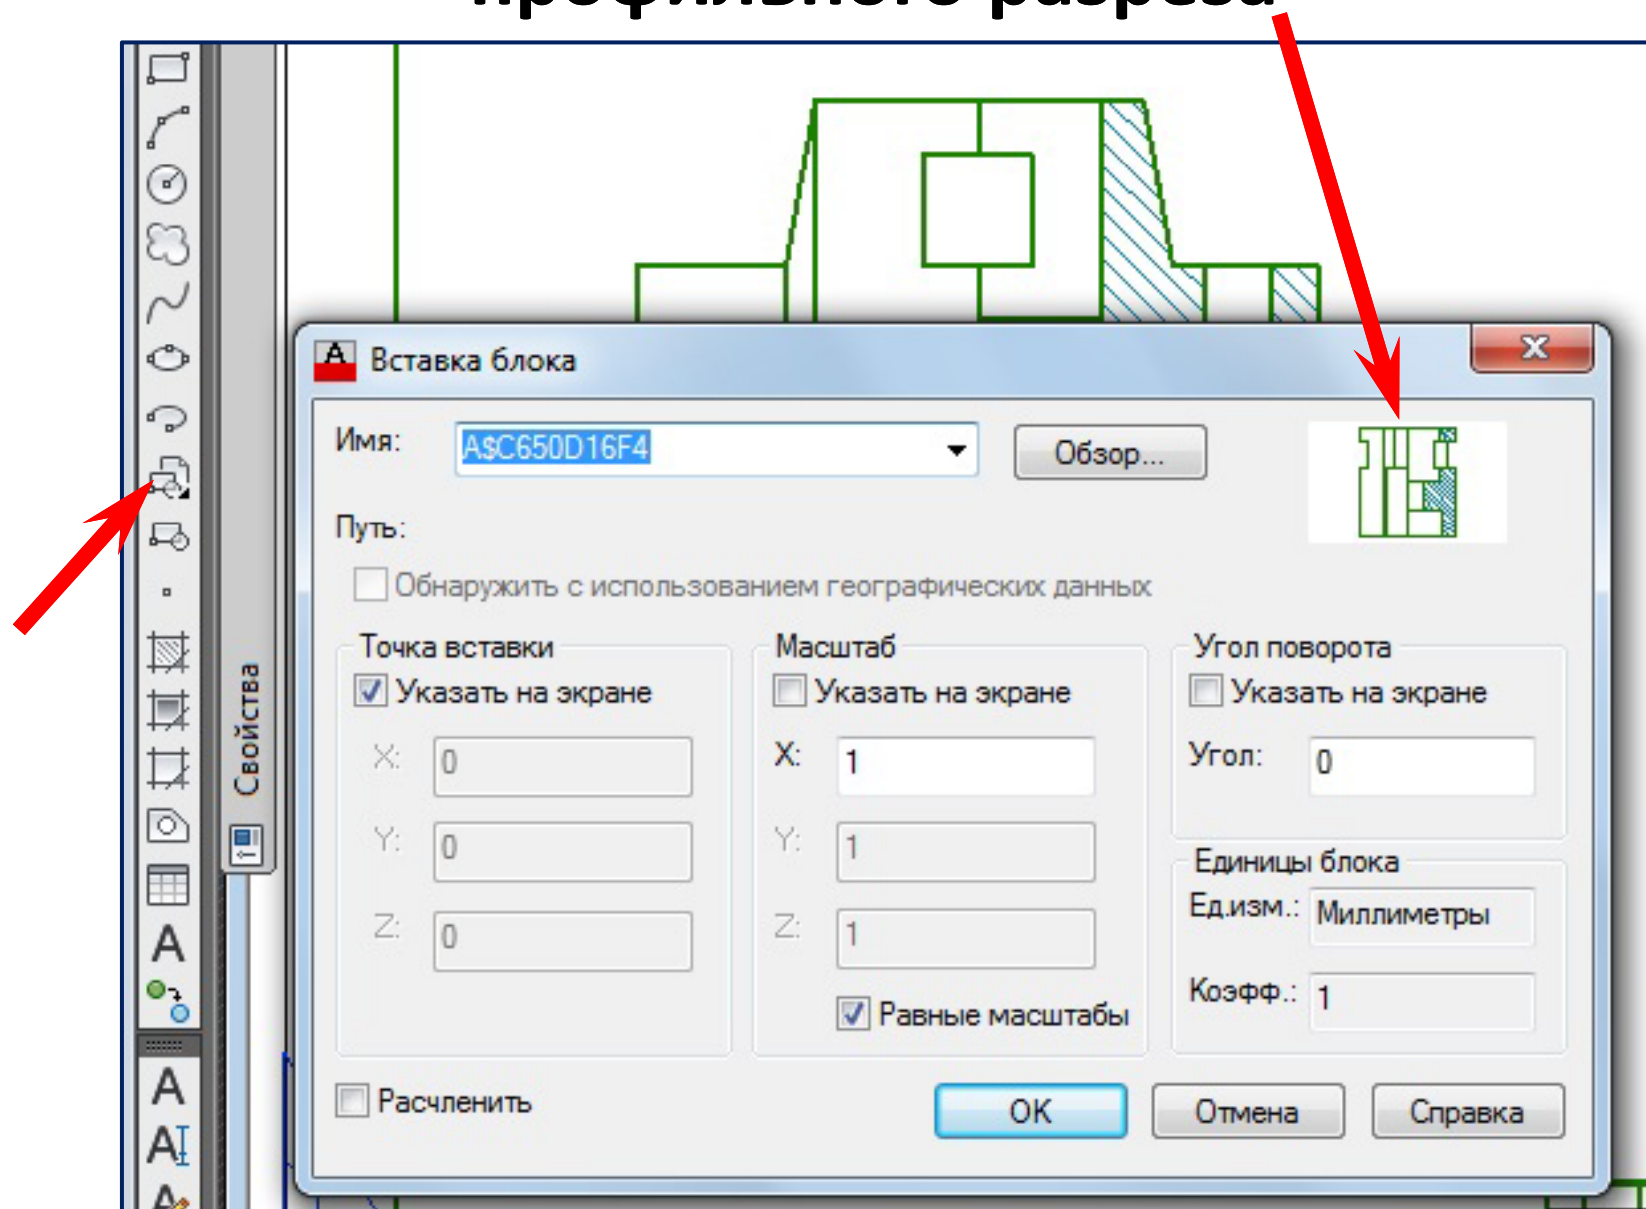 профильного разреза
Вставка блока
Имя:
A$C650D16F4
Обзор...
Путь:
Обнаружить с использованием географических данных
Точка вставки
Указать на экране
X: 0
Y: 0
Z: 0
Масштаб
Указать на экране
X: 1
Y: 1
Z: 1
Равные масштабы
Угол поворота
Указать на экране
Угол: 0
Единицы блока
Ед.изм.: Миллиметры
Коэфф.: 1
Расчленить
OK
Отмена
Справка
Свойства
A
A
A
A
A